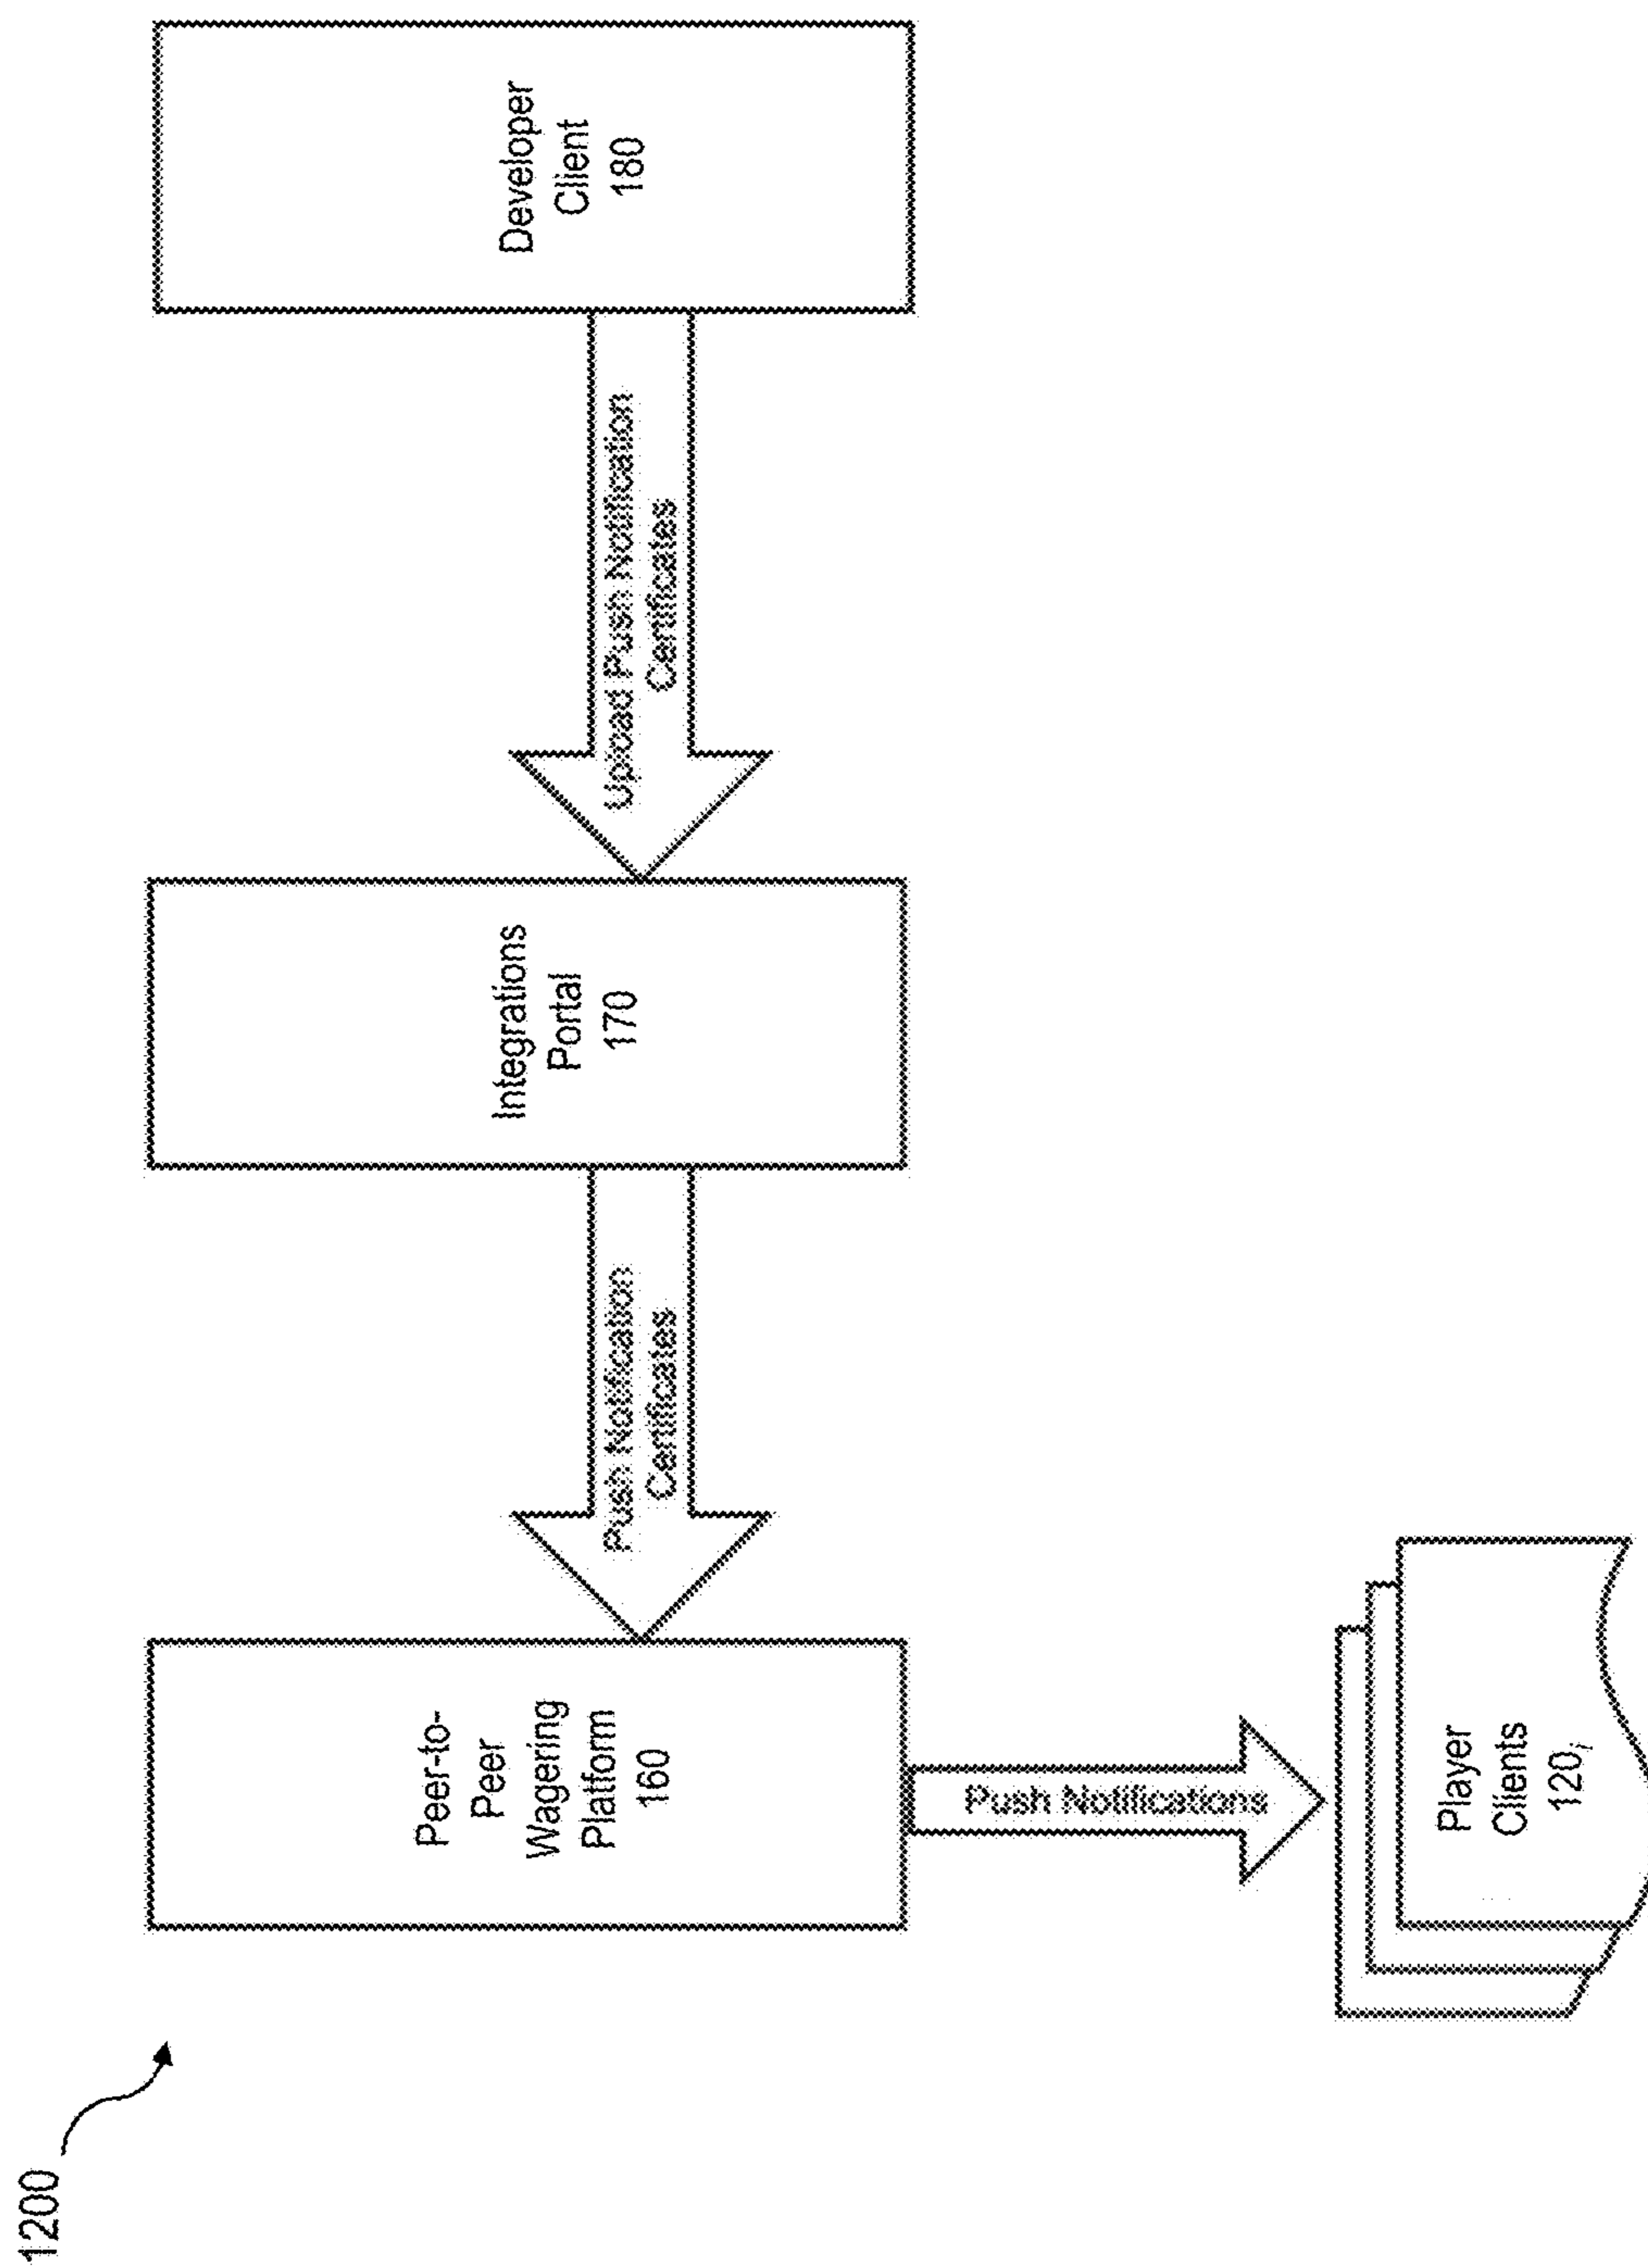 1200
Peer-to-
Peer
Wagering
Platform
160
Push Notification
Certificates
Integrations
Portal
170
Upload Push Notification
Certificates
Developer
Client
180
Push Notifications
Player
Clients
120i